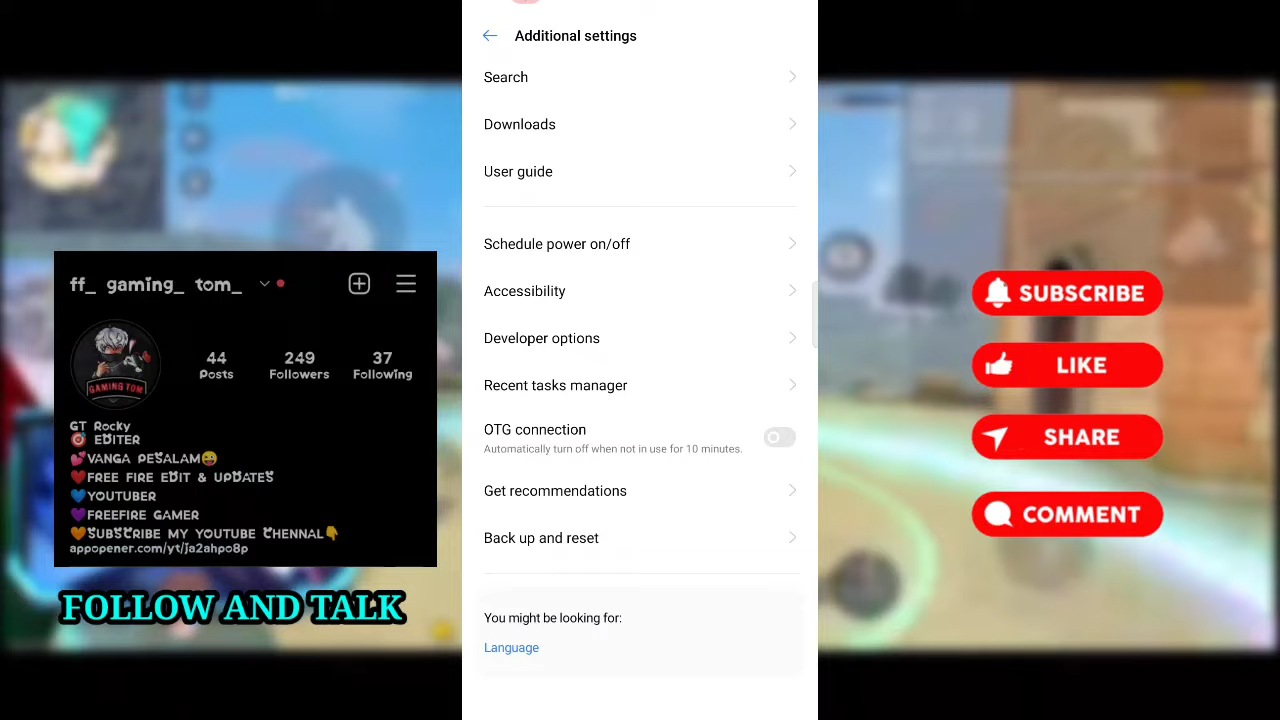 Additional settings
Search
Downloads
User guide
Schedule power on/off
Accessibility
Developer options
Recent tasks manager
OTG connection
Automatically turn off when not in use for 10 minutes.
Get recommendations
Back up and reset
You might be looking for:
Language
ff_ gaming_ tom_
44
Posts
249
Followers
37
Following
GAMING TOM
GT Rocky
🎯 EDITER
💕VANGA PESALAM😜
❤️FREE FIRE EDIT & UPDATES
💙YOUTUBER
💜FREEFIRE GAMER
🧡SUBSCRIBE MY YOUTUBE CHENNAL👇
appopener.com/yt/ja2ahpo8p
FOLLOW AND TALK
SUBSCRIBE
LIKE
SHARE
COMMENT